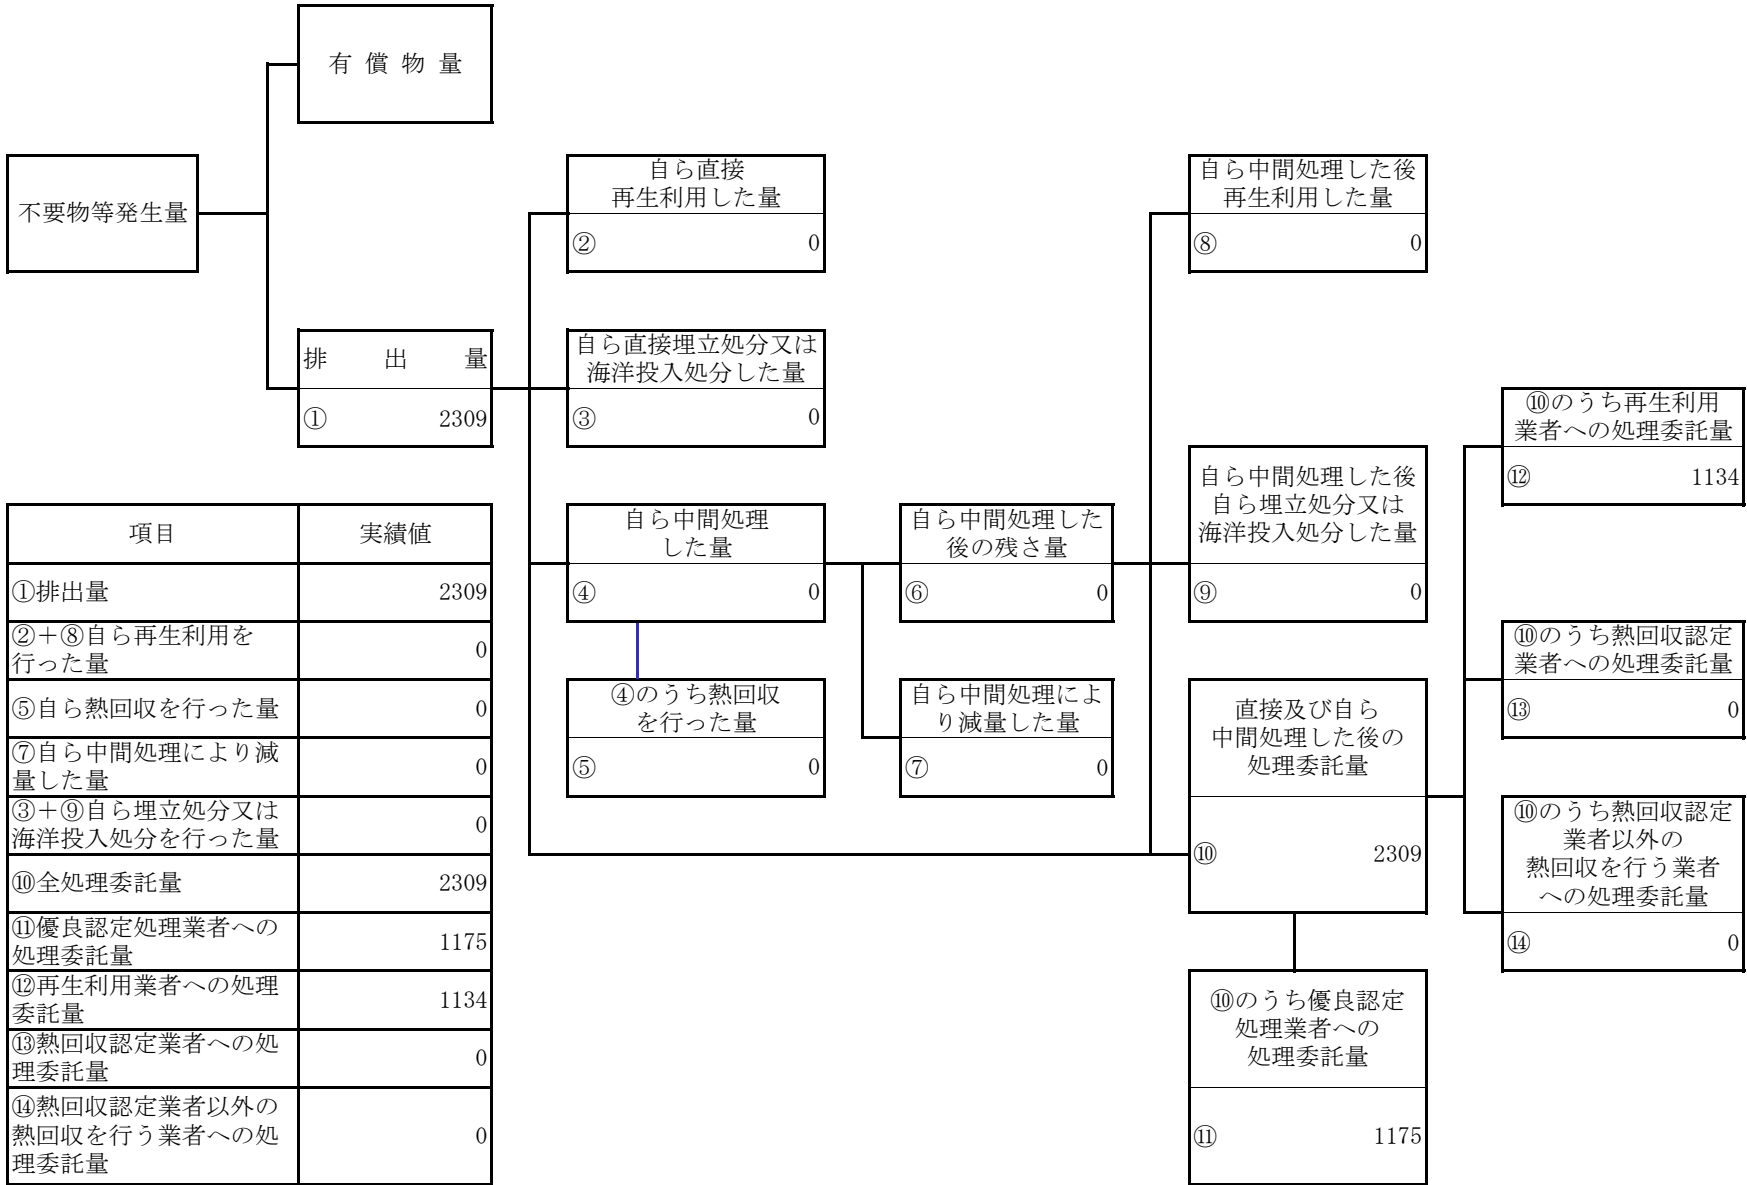 有 償 物 量
不要物等発生量
自ら直接
再生利用した量
② 0
自ら中間処理した後
再生利用した量
⑧ 0
排 出 量
① 2309
自ら直接埋立処分又は
海洋投入処分した量
③ 0
⑩のうち再生利用
業者への処理委託量
⑫ 1134
自ら中間処理した後
自ら埋立処分又は
海洋投入処分した量
⑨ 0
自ら中間処理
した量
④ 0
自ら中間処理した
後の残さ量
⑥ 0
⑩のうち熱回収認定
業者への処理委託量
⑬ 0
④のうち熱回収
を行った量
⑤ 0
自ら中間処理によ
り減量した量
⑦ 0
直接及び自ら
中間処理した後の
処理委託量
⑩ 2309
⑩のうち熱回収認定
業者以外の
熱回収を行う業者
への処理委託量
⑭ 0
⑩のうち優良認定
処理業者への
処理委託量
⑪ 1175
項目 実績値
①排出量 2309
②＋⑧自ら再生利用を
行った量 0
⑤自ら熱回収を行った量 0
⑦自ら中間処理により減
量した量 0
③＋⑨自ら埋立処分又は
海洋投入処分を行った量 0
⑩全処理委託量 2309
⑪優良認定処理業者への
処理委託量 1175
⑫再生利用業者への処理
委託量 1134
⑬熱回収認定業者への処
理委託量 0
⑭熱回収認定業者以外の
熱回収を行う業者への処
理委託量 0